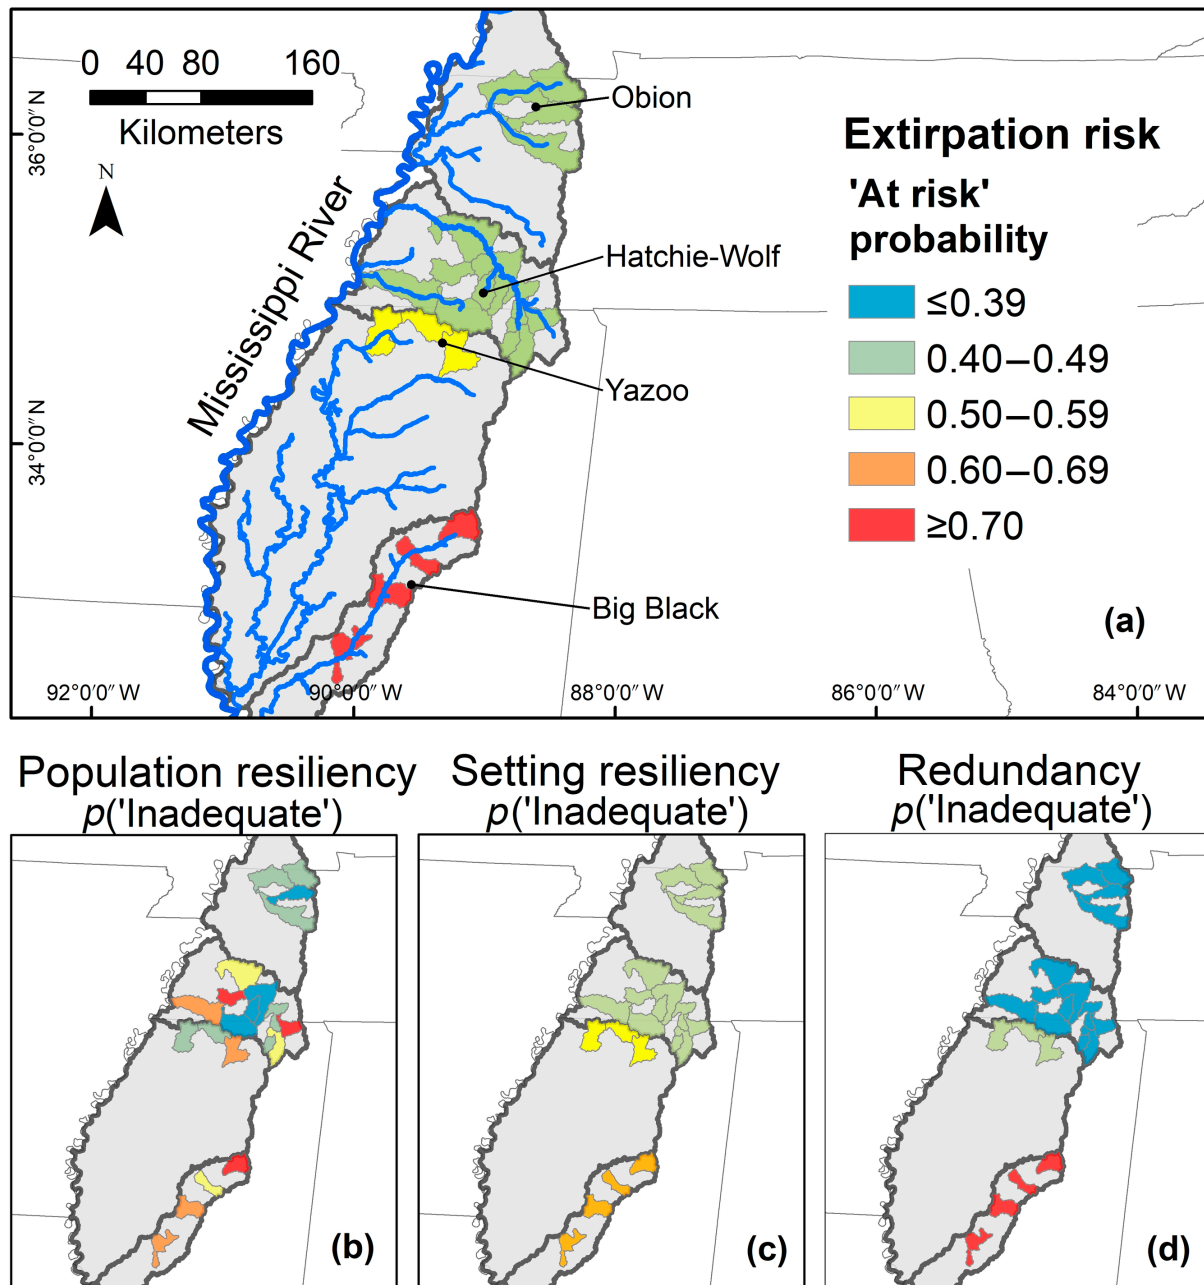 0 40 80 160
Kilometers
N
36°0'0" N
34°0'0" N
Mississippi River
Obion
Hatchie-Wolf
Yazoo
Big Black
Extirpation risk
'At risk'
probability
≤0.39
0.40–0.49
0.50–0.59
0.60–0.69
≥0.70
(a)
92°0'0" W 90°0'0" W 88°0'0" W 86°0'0" W 84°0'0" W
Population resiliency
p('Inadequate')
(b)
Setting resiliency
p('Inadequate')
(c)
Redundancy
p('Inadequate')
(d)